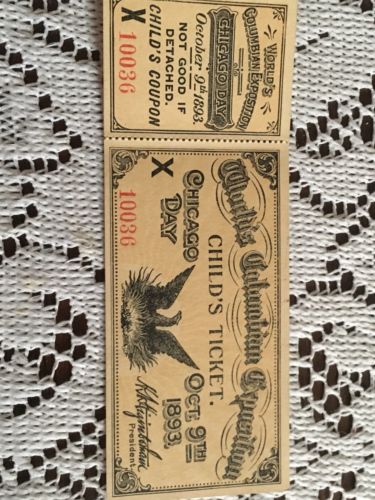 WORLD'S
COLUMBIAN EXPOSITION
CHICAGO DAY
October 9th 1893.
NOT GOOD IF
DETACHED.
CHILD'S COUPON
X 10036
World's Columbian Exposition
CHILD'S TICKET.
CHICAGO
DAY
OCT. 9TH
1893.
X
10036
President.